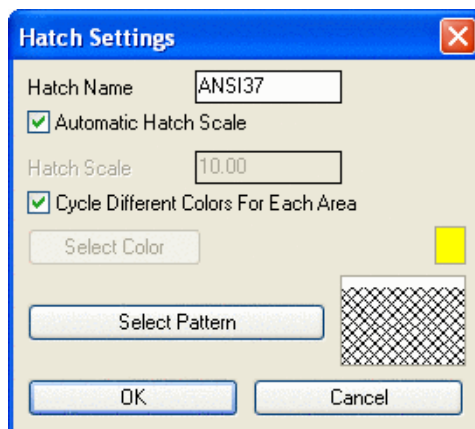 Hatch Settings
Hatch Name ANSI37
Automatic Hatch Scale
Hatch Scale 10.00
Cycle Different Colors For Each Area
Select Color
Select Pattern
OK Cancel